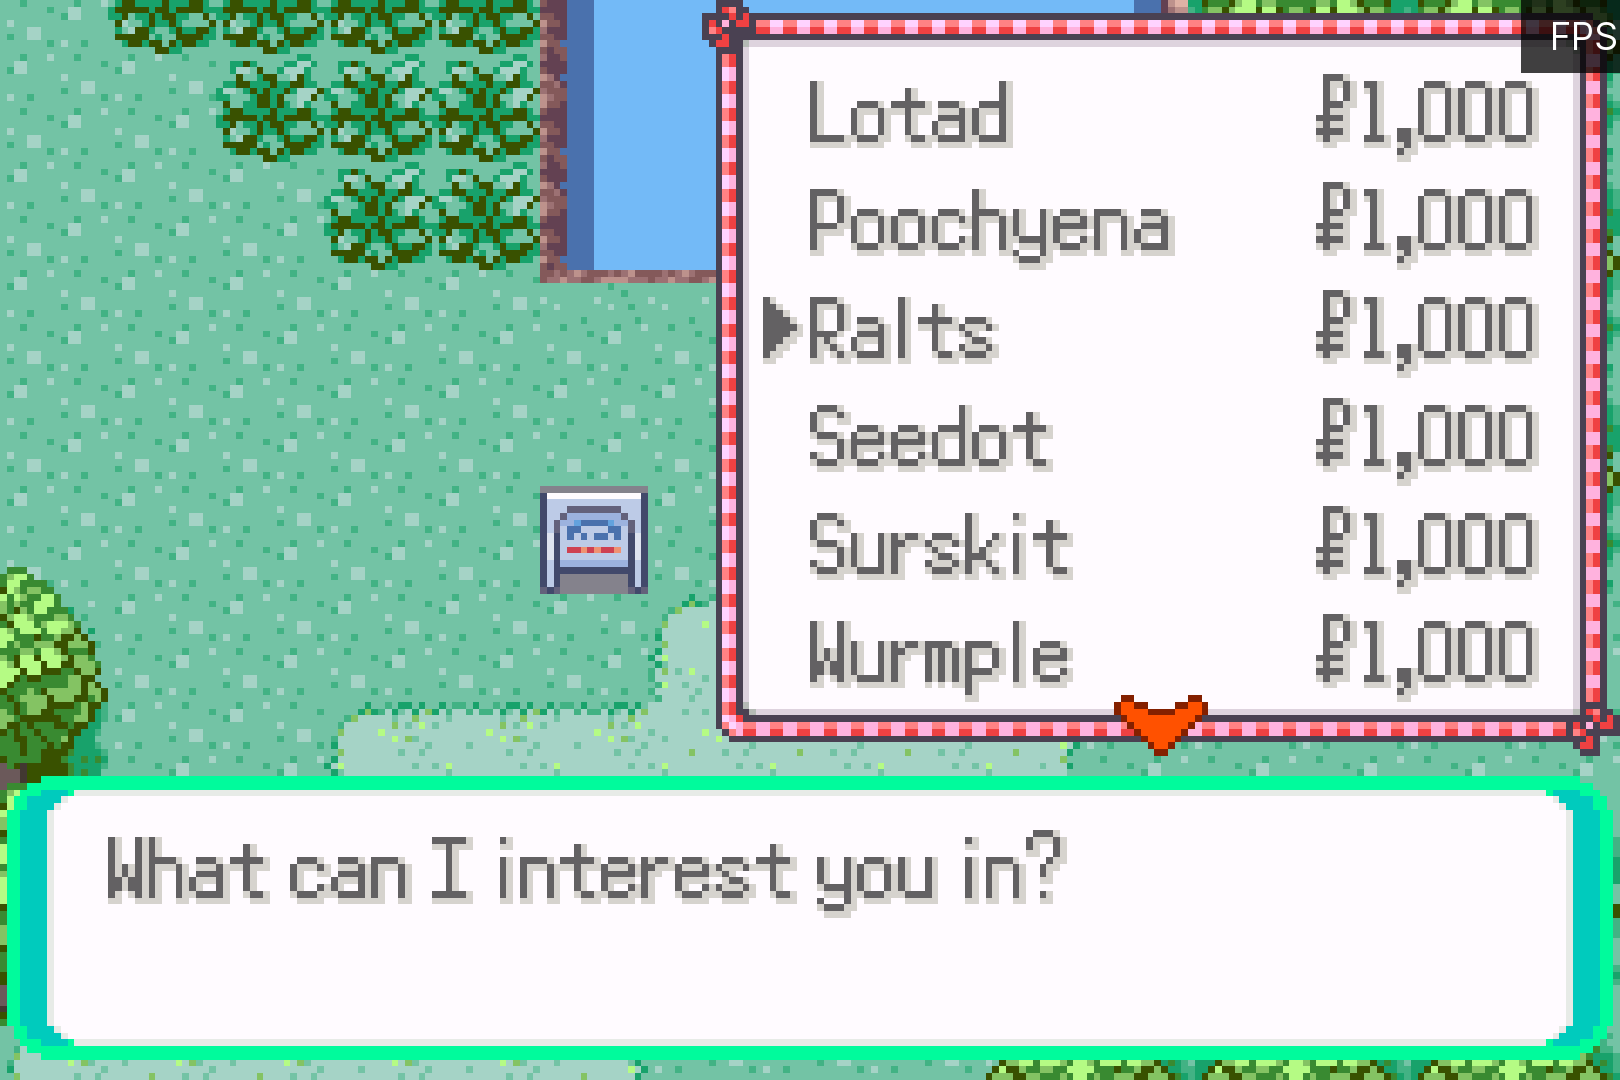 FPS
Lotad ₽1,000
Poochyena ₽1,000
Ralts ₽1,000
Seedot ₽1,000
Surskit ₽1,000
Wurmple ₽1,000
What can I interest you in?